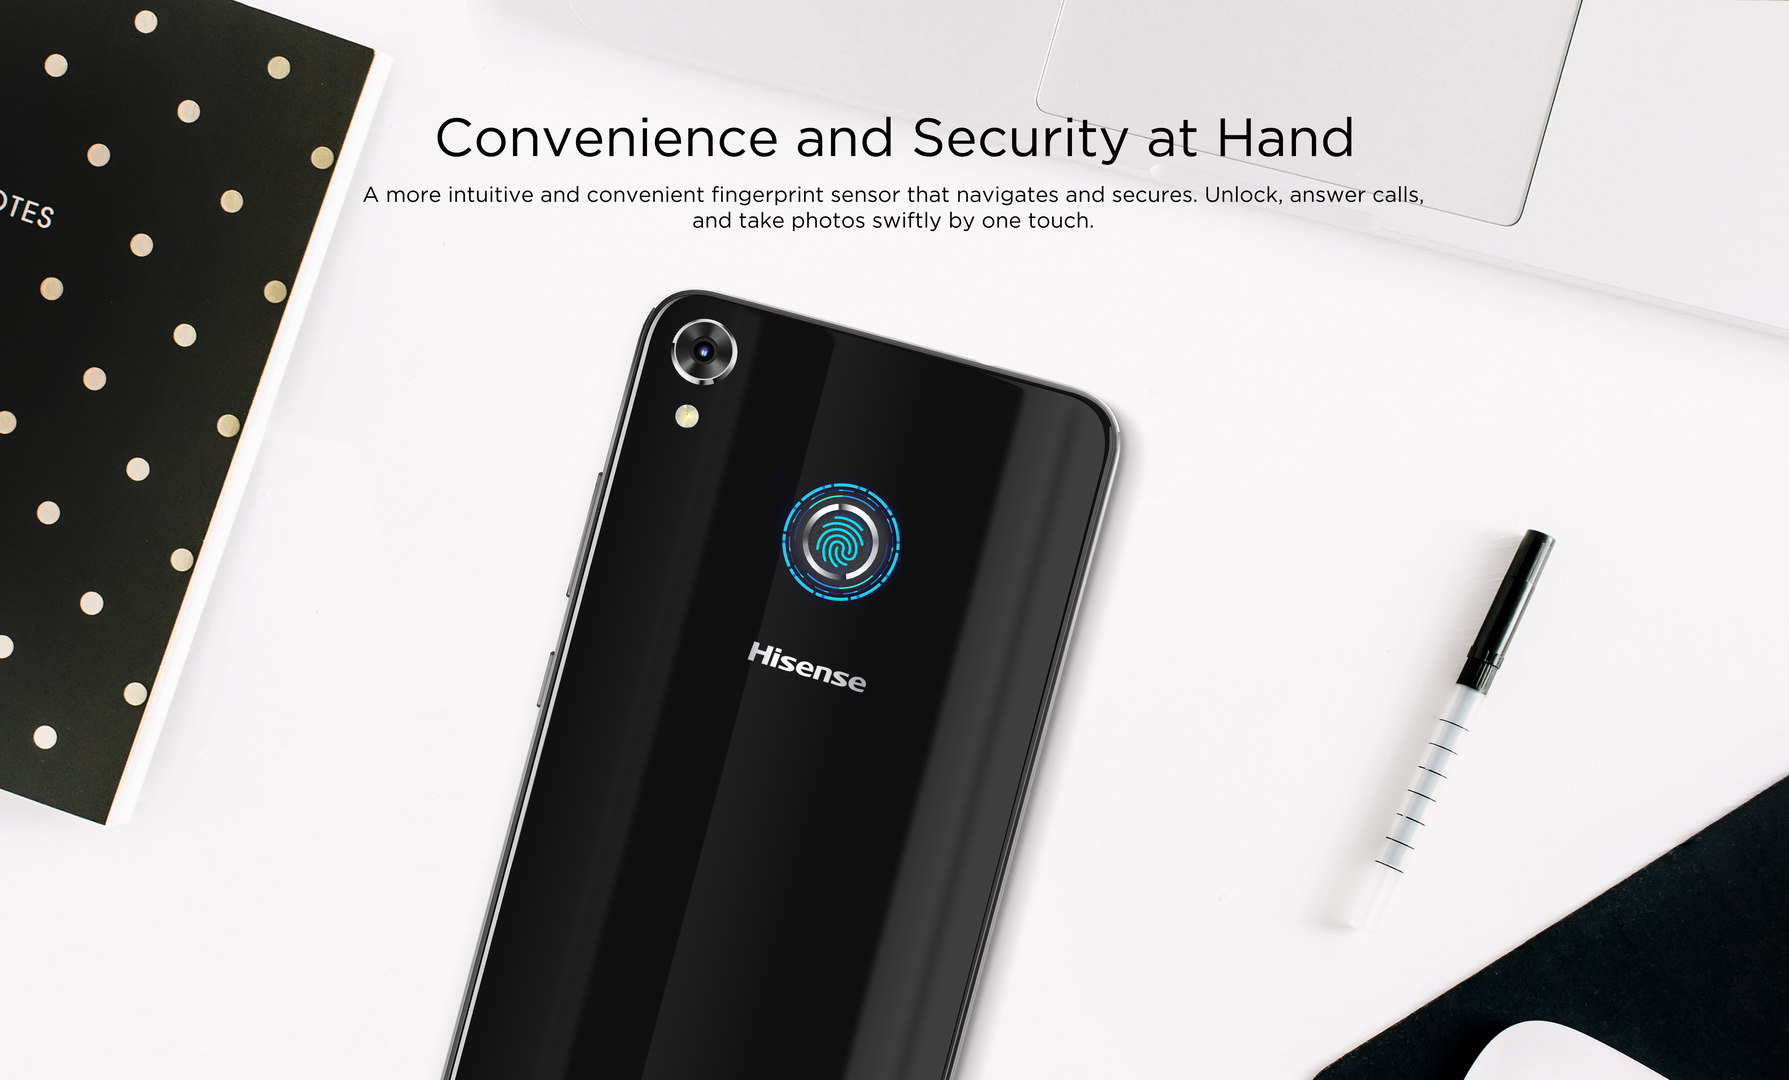 Convenience and Security at Hand
A more intuitive and convenient fingerprint sensor that navigates and secures. Unlock, answer calls,
and take photos swiftly by one touch.
Hisense